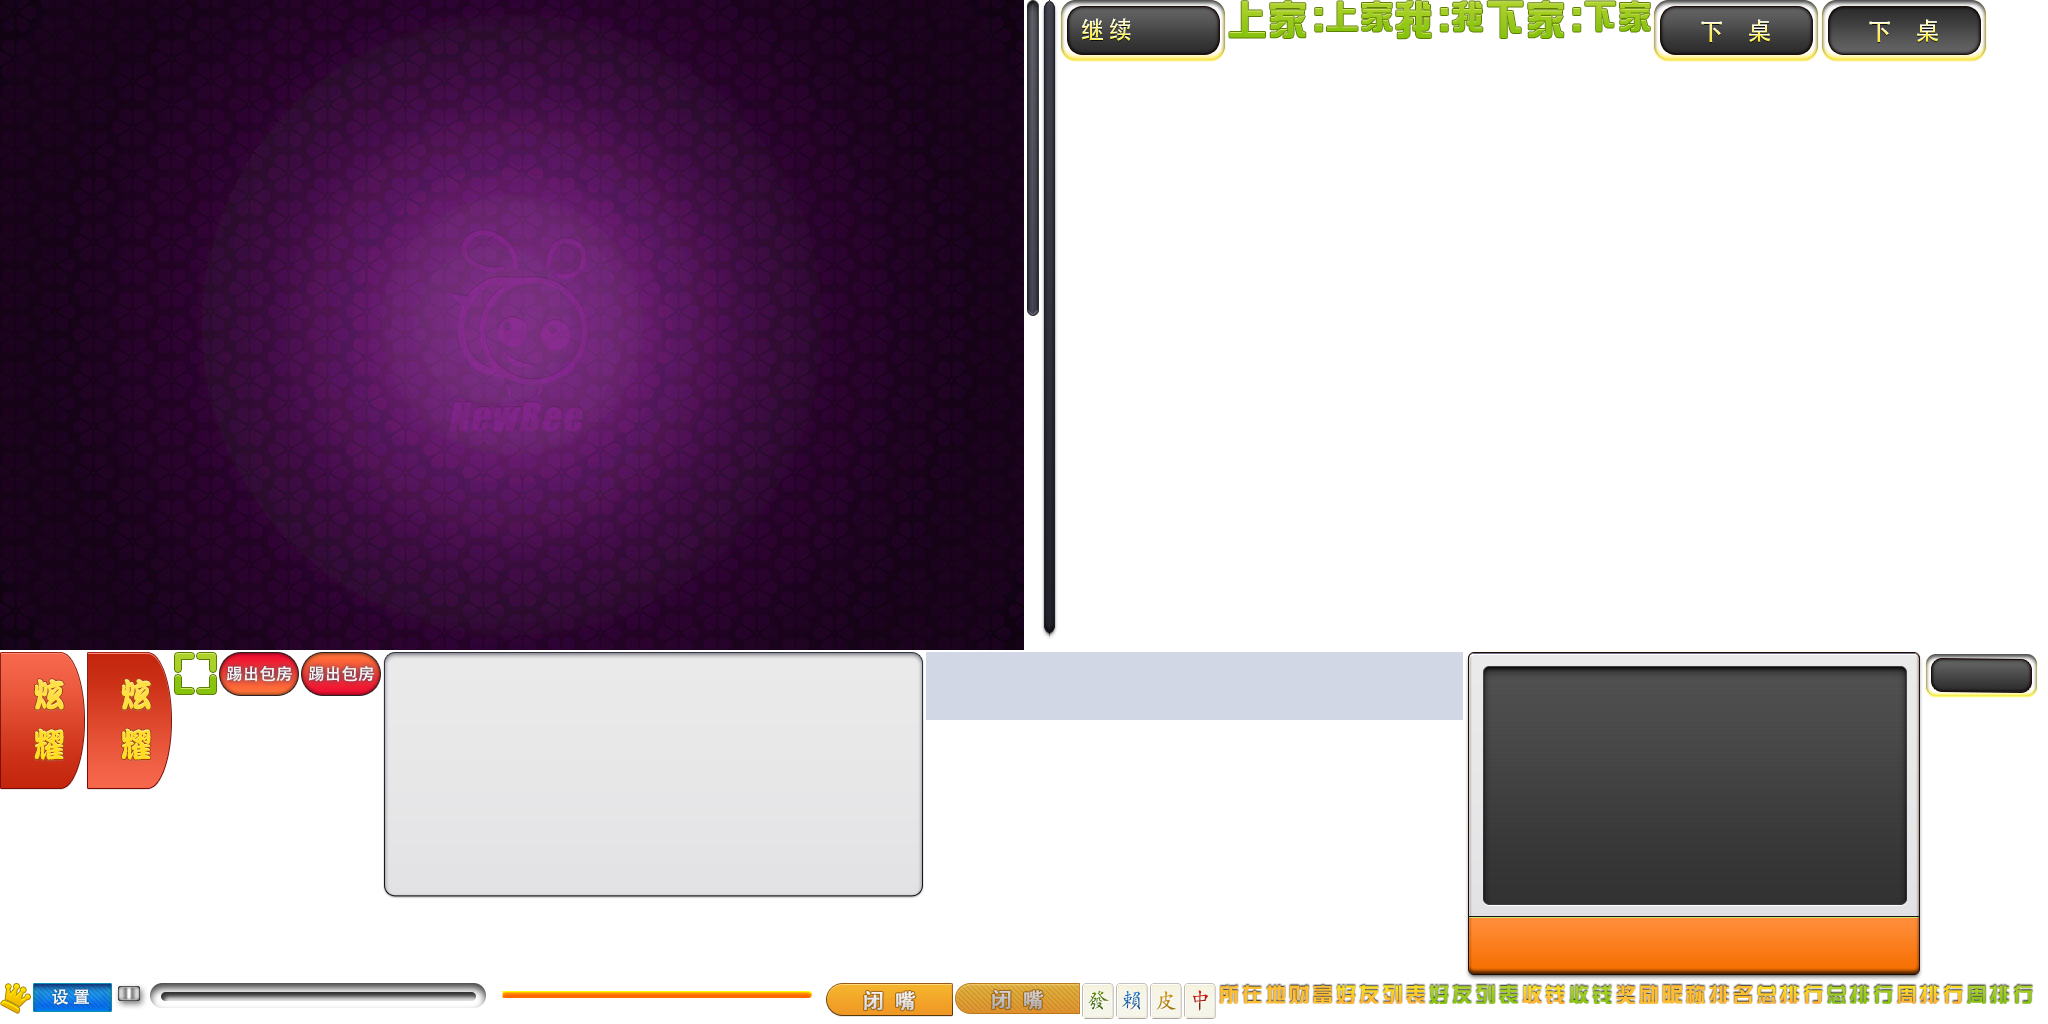 继续
上家:上家我:我下家:下家
下 桌
下 桌
NewBee
炫耀
炫耀
踢出包房
踢出包房
设置
闭 嘴
闭 嘴
發
賴
皮
中
所在地财富好友列表好友列表收钱收钱奖励昵称排名总排行总排行周排行周排行